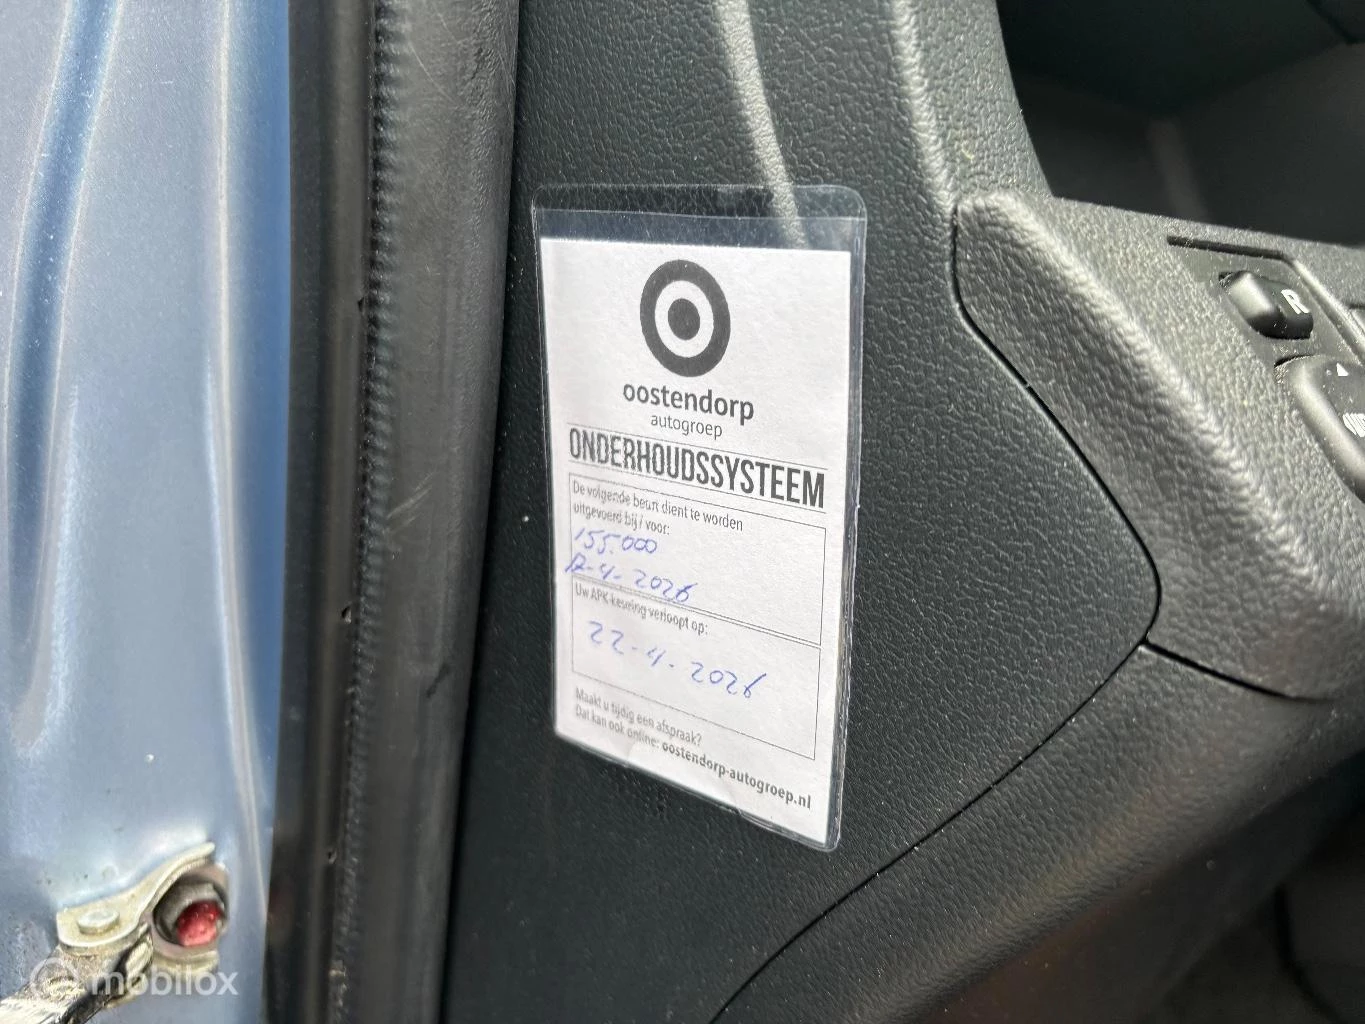 oostendorp
autogroep
ONDERHOUDSSYSTEEM
De volgende beurt dient te worden
uitgevoerd bij / voor:
155.000
12-4-2026
Uw APK-keuring verloopt op:
22-4-2026
Maakt u tijdig een afspraak?
Dat kan ook online: oostendorp-autogroep.nl
R
mobilox